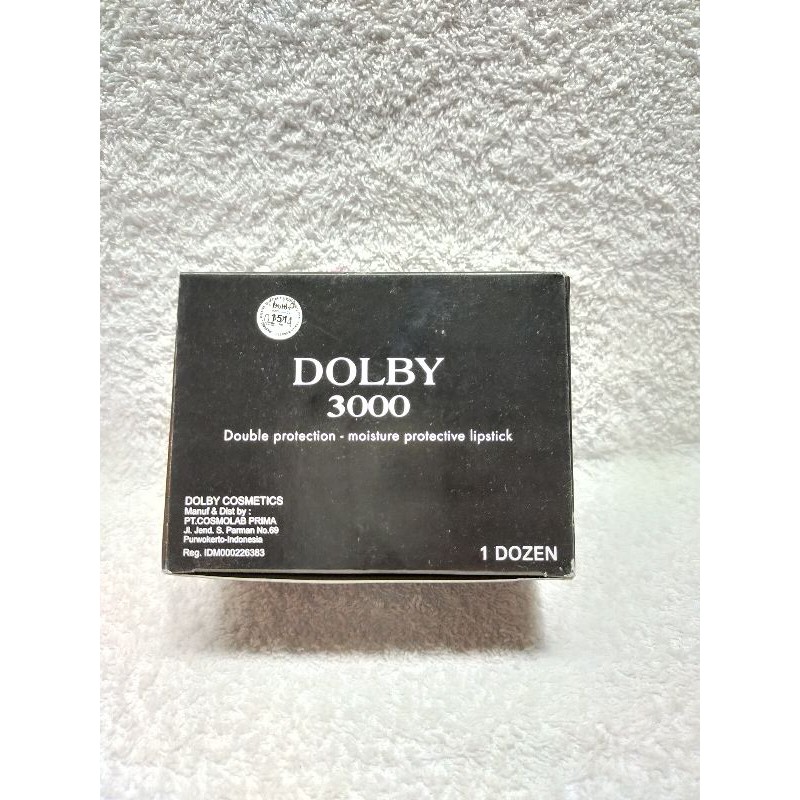 DOLBY
3000
Double protection - moisture protective lipstick
DOLBY COSMETICS
Manuf & Dist by :
PT.COSMOLAB PRIMA
Jl. Jend. S. Parman No.69
Purwokerto-Indonesia
Reg. IDM000226383
1 DOZEN